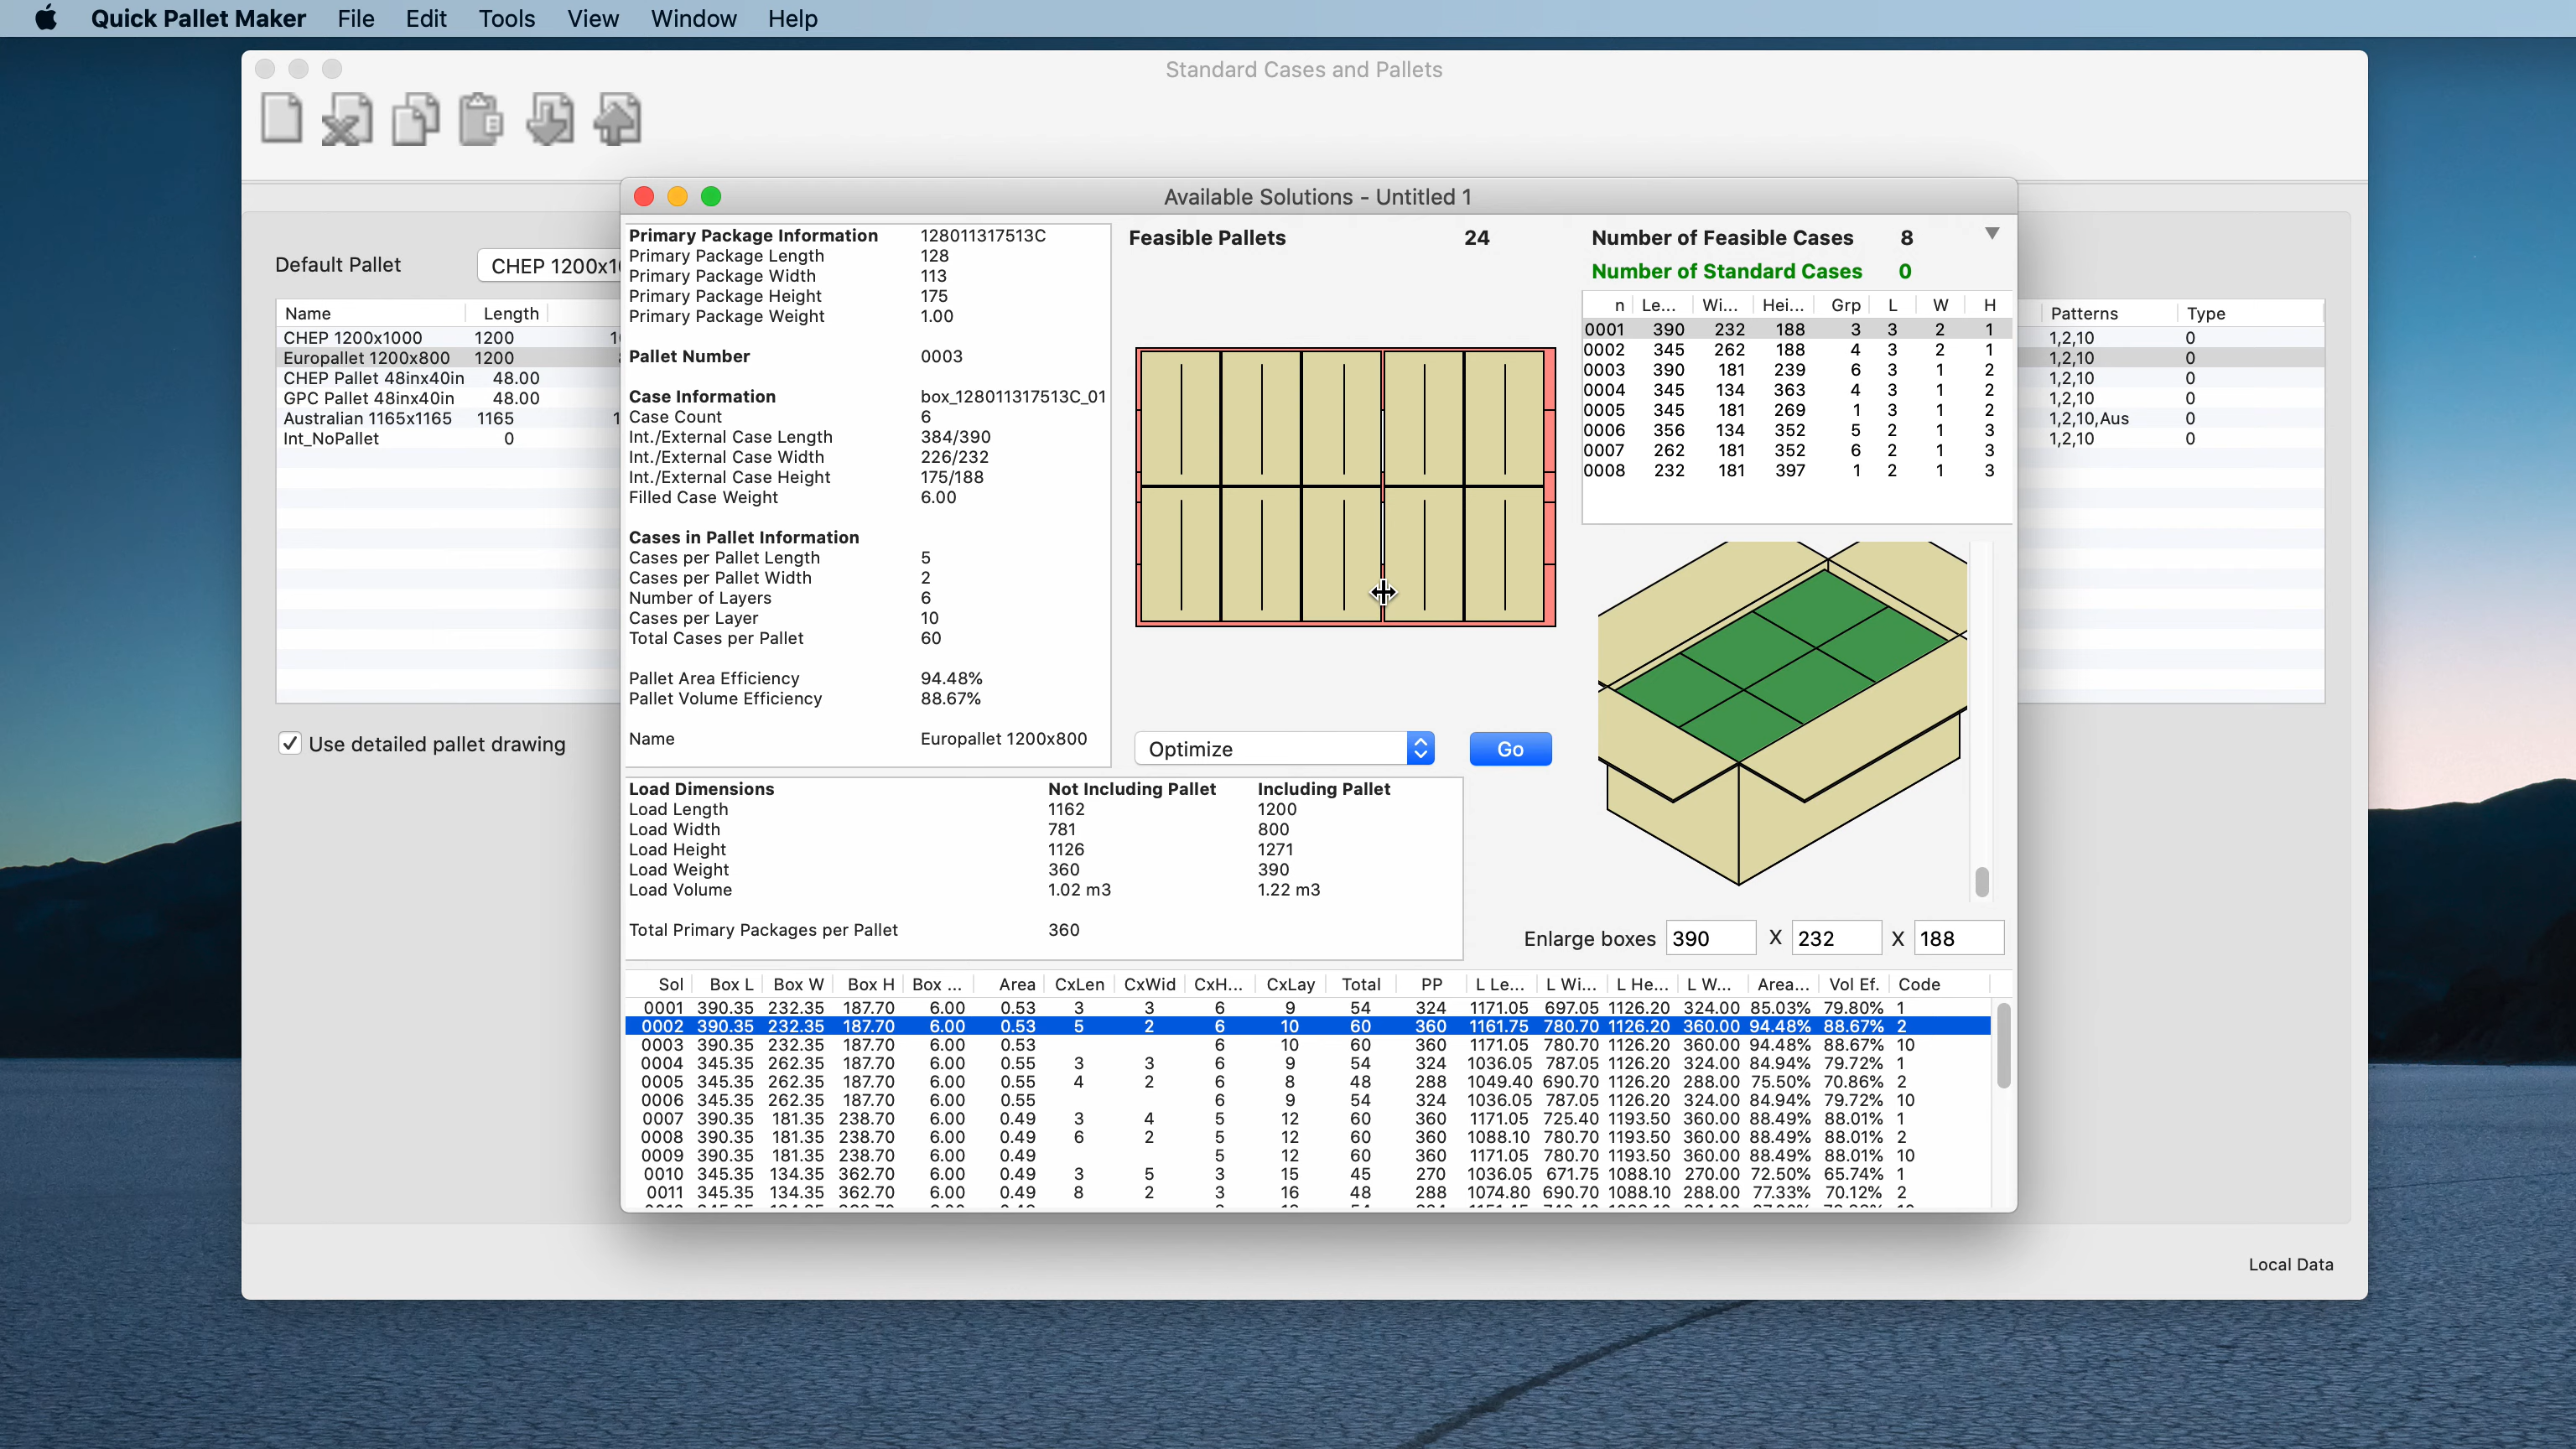 Quick Pallet Maker File Edit Tools View Window Help
Standard Cases and Pallets
Default Pallet CHEP 1200x1
Name Length
CHEP 1200x1000 1200 1
Europallet 1200x800 1200
CHEP Pallet 48inx40in 48.00
GPC Pallet 48inx40in 48.00
Australian 1165x1165 1165 1
Int_NoPallet 0
Use detailed pallet drawing
Available Solutions - Untitled 1
Primary Package Information 128011317513C
Primary Package Length 128
Primary Package Width 113
Primary Package Height 175
Primary Package Weight 1.00
Pallet Number 0003
Case Information box_128011317513C_01
Case Count 6
Int./External Case Length 384/390
Int./External Case Width 226/232
Int./External Case Height 175/188
Filled Case Weight 6.00
Cases in Pallet Information
Cases per Pallet Length 5
Cases per Pallet Width 2
Number of Layers 6
Cases per Layer 10
Total Cases per Pallet 60
Pallet Area Efficiency 94.48%
Pallet Volume Efficiency 88.67%
Name Europallet 1200x800
Feasible Pallets 24
Optimize Go
Number of Feasible Cases 8
Number of Standard Cases 0
n Le... Wi... Hei... Grp L W H
0001 390 232 188 3 3 2 1
0002 345 262 188 4 3 2 1
0003 390 181 239 6 3 1 2
0004 345 134 363 4 3 1 2
0005 345 181 269 1 3 1 2
0006 356 134 352 5 2 1 3
0007 262 181 352 6 2 1 3
0008 232 181 397 1 2 1 3
Patterns Type
1,2,10 0
1,2,10 0
1,2,10 0
1,2,10 0
1,2,10,Aus 0
1,2,10 0
Load Dimensions Not Including Pallet Including Pallet
Load Length 1162 1200
Load Width 781 800
Load Height 1126 1271
Load Weight 360 390
Load Volume 1.02 m3 1.22 m3
Total Primary Packages per Pallet 360
Enlarge boxes 390 X 232 X 188
Sol Box L Box W Box H Box ... Area CxLen CxWid CxH... CxLay Total PP L Le... L Wi... L He... L W... Area... Vol Ef. Code
0001 390.35 232.35 187.70 6.00 0.53 3 3 6 9 54 324 1171.05 697.05 1126.20 324.00 85.03% 79.80% 1
0002 390.35 232.35 187.70 6.00 0.53 5 2 6 10 60 360 1161.75 780.70 1126.20 360.00 94.48% 88.67% 2
0003 390.35 232.35 187.70 6.00 0.53 6 10 60 360 1171.05 780.70 1126.20 360.00 94.48% 88.67% 10
0004 345.35 262.35 187.70 6.00 0.55 3 3 6 9 54 324 1036.05 787.05 1126.20 324.00 84.94% 79.72% 1
0005 345.35 262.35 187.70 6.00 0.55 4 2 6 8 48 288 1049.40 690.70 1126.20 288.00 75.50% 70.86% 2
0006 345.35 262.35 187.70 6.00 0.55 6 9 54 324 1036.05 787.05 1126.20 324.00 84.94% 79.72% 10
0007 390.35 181.35 238.70 6.00 0.49 3 4 5 12 60 360 1171.05 725.40 1193.50 360.00 88.49% 88.01% 1
0008 390.35 181.35 238.70 6.00 0.49 6 2 5 12 60 360 1088.10 780.70 1193.50 360.00 88.49% 88.01% 2
0009 390.35 181.35 238.70 6.00 0.49 5 12 60 360 1171.05 780.70 1193.50 360.00 88.49% 88.01% 10
0010 345.35 134.35 362.70 6.00 0.49 3 5 3 15 45 270 1036.05 671.75 1088.10 270.00 72.50% 65.74% 1
0011 345.35 134.35 362.70 6.00 0.49 8 2 3 16 48 288 1074.80 690.70 1088.10 288.00 77.33% 70.12% 2
Local Data